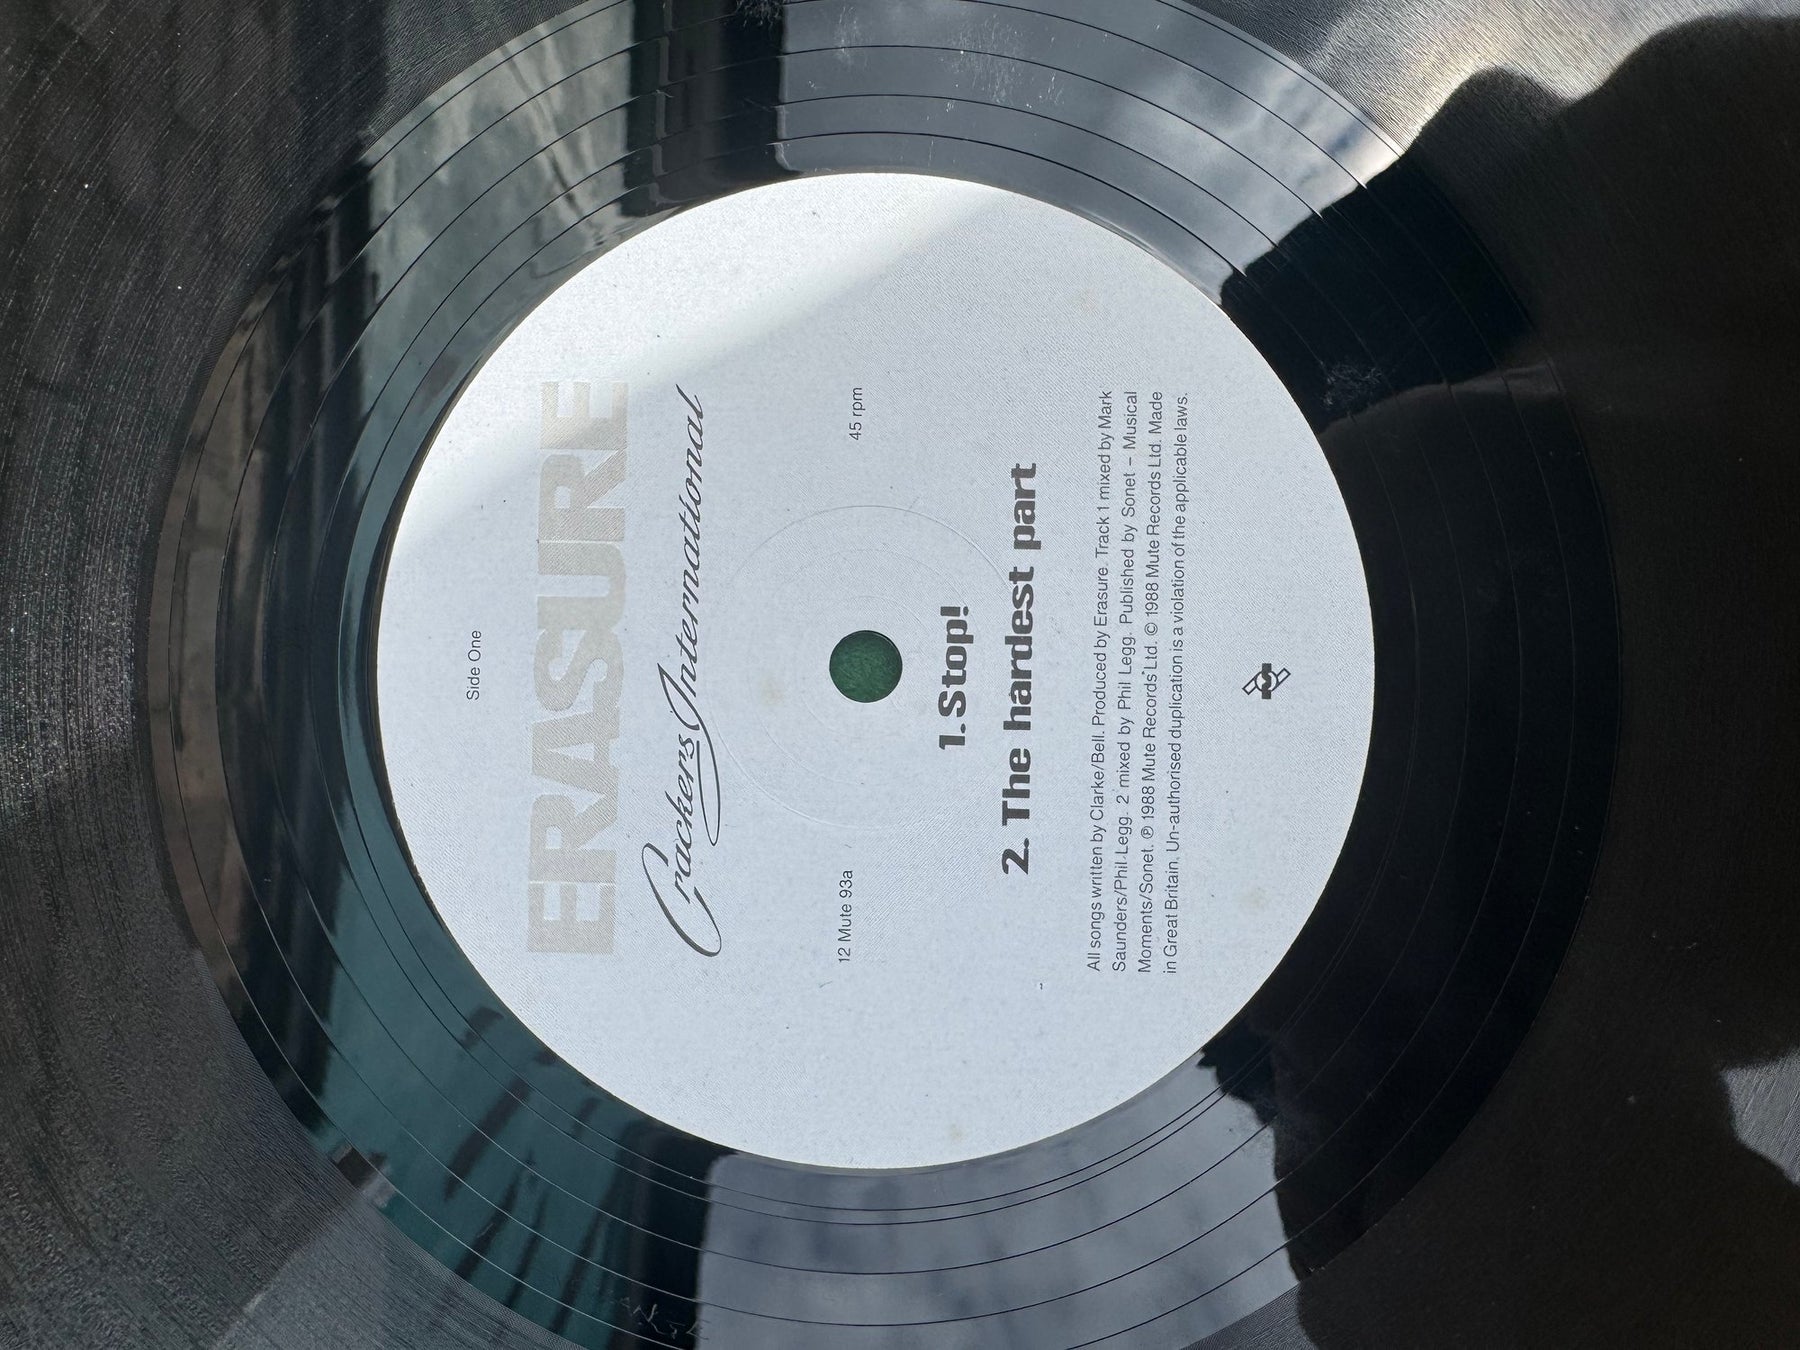 Side One
ERASURE
Crackers International
12 Mute 93a 45 rpm
1. Stop!
2. The hardest part
All songs written by Clarke/Bell. Produced by Erasure. Track 1 mixed by Mark
Saunders/Phil Legg. 2 mixed by Phil Legg. Published by Sonet – Musical
Moments/Sonet. ℗ 1988 Mute Records Ltd. © 1988 Mute Records Ltd. Made
in Great Britain. Un-authorised duplication is a violation of the applicable laws.